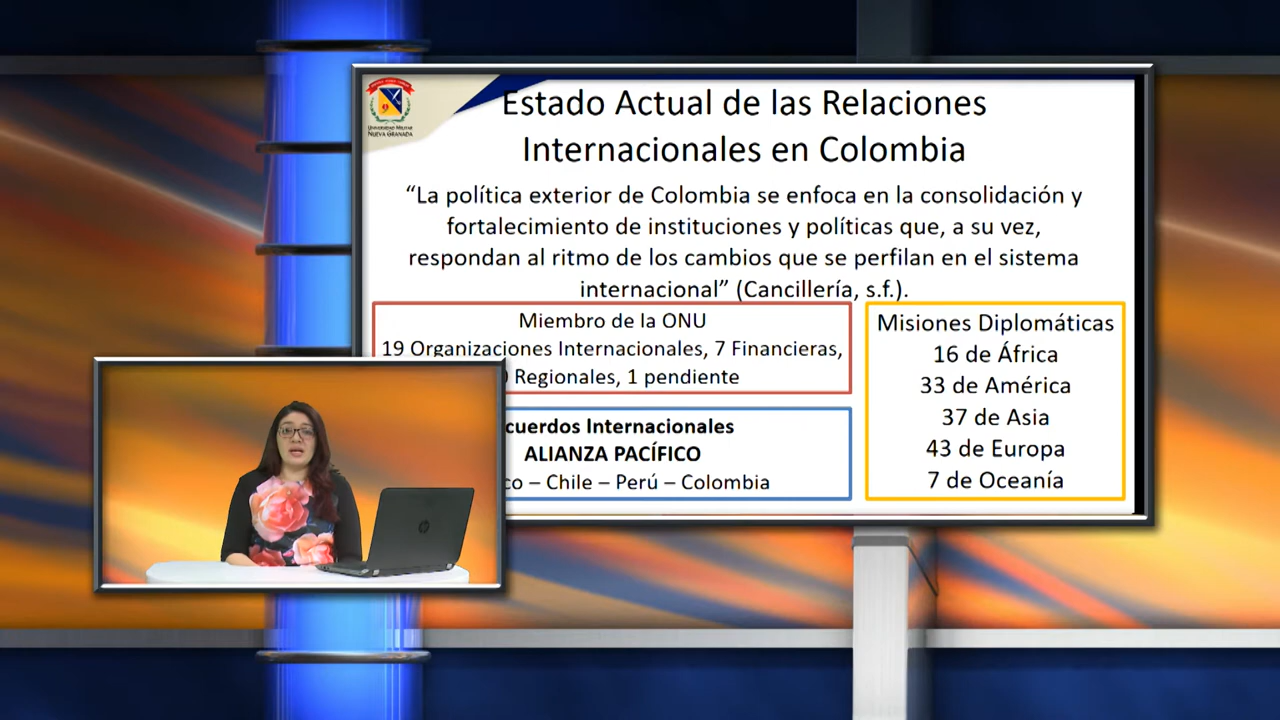 UNIVERSIDAD MILITAR
NUEVA GRANADA
Estado Actual de las Relaciones
Internacionales en Colombia
“La política exterior de Colombia se enfoca en la consolidación y
fortalecimiento de instituciones y políticas que, a su vez,
respondan al ritmo de los cambios que se perfilan en el sistema
internacional” (Cancillería, s.f.).
Miembro de la ONU
19 Organizaciones Internacionales, 7 Financieras,
Regionales, 1 pendiente
cuerdos Internacionales
ALIANZA PACÍFICO
co – Chile – Perú – Colombia
Misiones Diplomáticas
16 de África
33 de América
37 de Asia
43 de Europa
7 de Oceanía